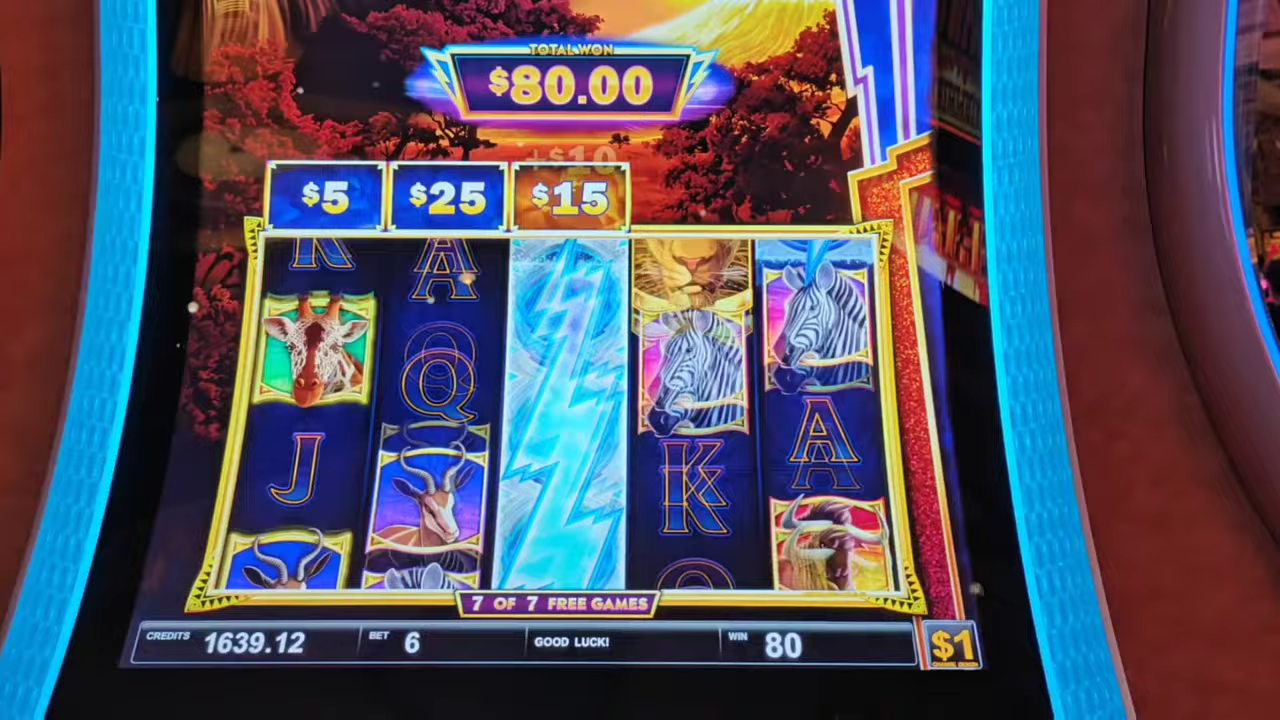 TOTAL WON
$80.00
+$10
$5 $25 $15
K A
A Q
J K
7 OF 7 FREE GAMES
CREDITS 1639.12 BET 6 GOOD LUCK! WIN 80 $1